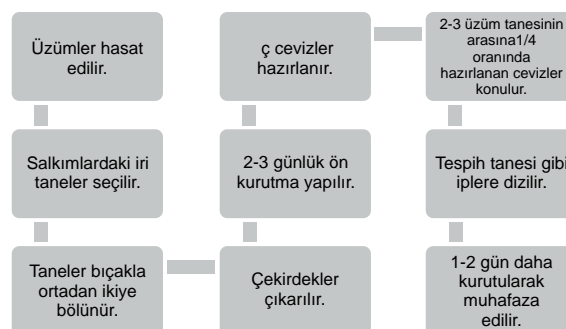 Üzümler hasat
edilir.
Salkımlardaki iri
taneler seçilir.
Taneler bıçakla
ortadan ikiye
bölünür.
Çekirdekler
çıkarılır.
2-3 günlük ön
kurutma yapılır.
ç cevizler
hazırlanır.
2-3 üzüm tanesinin
arasına1/4
oranında
hazırlanan cevizler
konulur.
Tespih tanesi gibi
iplere dizilir.
1-2 gün daha
kurutularak
muhafaza
edilir.